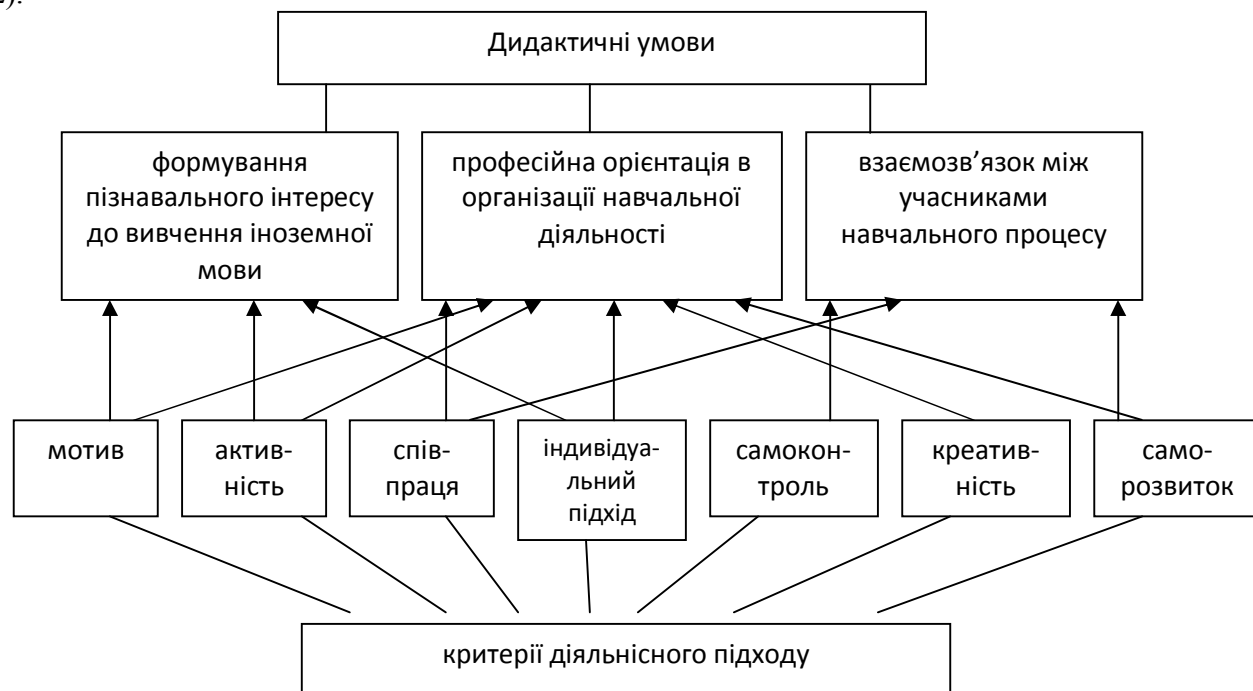 Дидактичні умови
формування
пізнавального інтересу
до вивчення іноземної
мови
професійна орієнтація в
організації навчальної
діяльності
взаємозв’язок між
учасниками
навчального процесу
мотив
актив-
ність
спів-
праця
індивідуа-
льний
підхід
самокон-
троль
креатив-
ність
само-
розвиток
критерії діяльнісного підходу